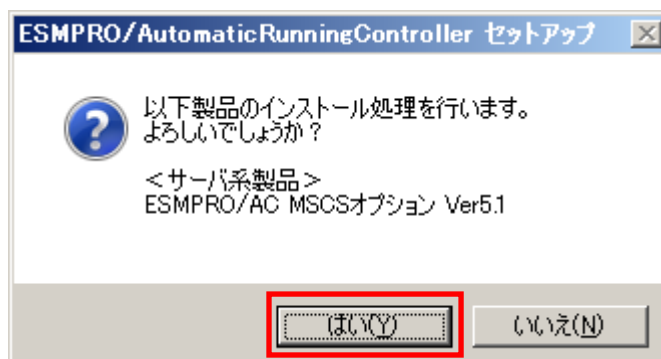 ESMPRO/AutomaticRunningController セットアップ
以下製品のインストール処理を行います。
よろしいでしょうか？
＜サーバ系製品＞
ESMPRO/AC MSCSオプション Ver5.1
はい(Y)
いいえ(N)